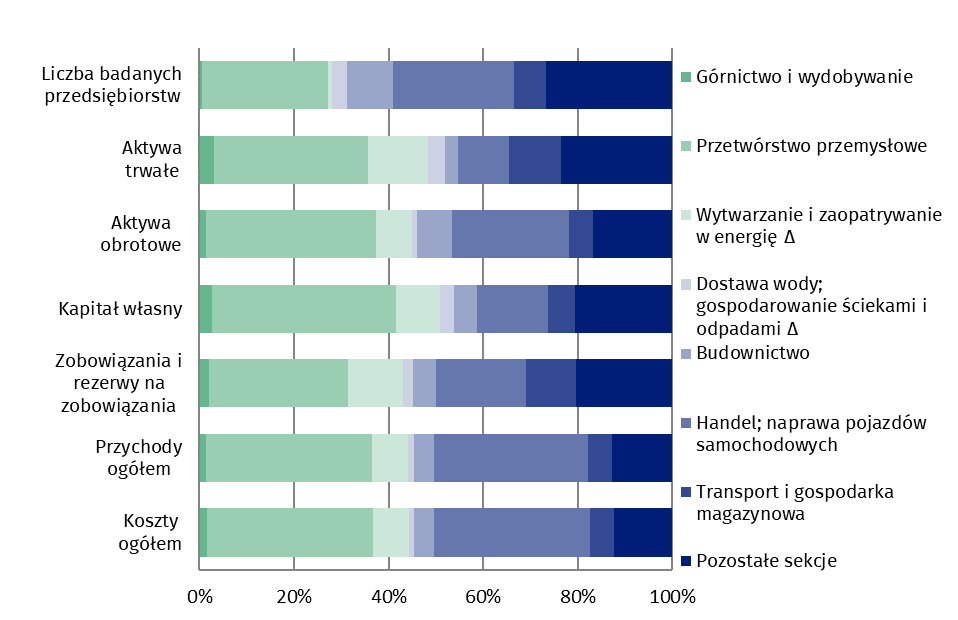 Liczba badanych
przedsiębiorstw
Aktywa
trwałe
Aktywa
obrotowe
Kapitał własny
Zobowiązania i
rezerwy na
zobowiązania
Przychody
ogółem
Koszty
ogółem
0%
20%
40%
60%
80%
100%
Górnictwo i wydobywanie
Przetwórstwo przemysłowe
Wytwarzanie i zaopatrywanie
w energię Δ
Dostawa wody;
gospodarowanie ściekami i
odpadami Δ
Budownictwo
Handel; naprawa pojazdów
samochodowych
Transport i gospodarka
magazynowa
Pozostałe sekcje